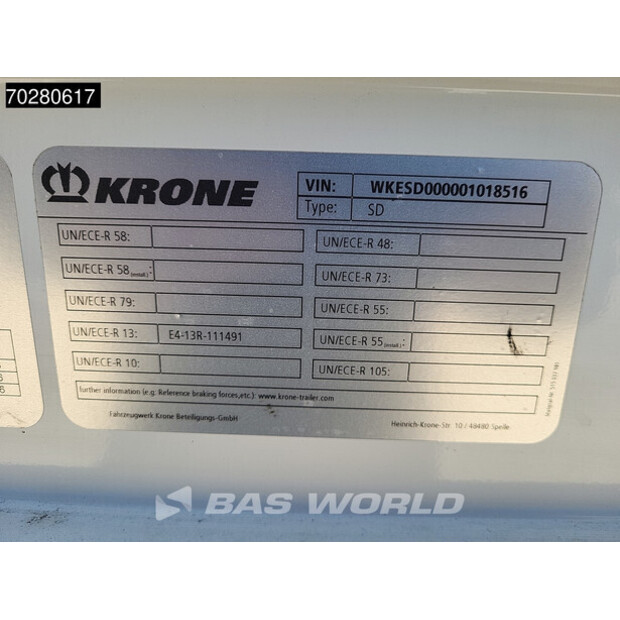 70280617
KRONE
VIN: WKESD000001018516
Type: SD
UN/ECE-R 58:
UN/ECE-R 58 (install.):
UN/ECE-R 79:
UN/ECE-R 13: E4-13R-111491
UN/ECE-R 10:
UN/ECE-R 48:
UN/ECE-R 73:
UN/ECE-R 55:
UN/ECE-R 55 (install.):
UN/ECE-R 105:
further information (e.g. Reference braking forces,etc.): www.krone-trailer.com
Fahrzeugwerk Krone Beteiligungs-GmbH
Heinrich-Krone-Str. 10 / 48480 Spelle
BAS WORLD